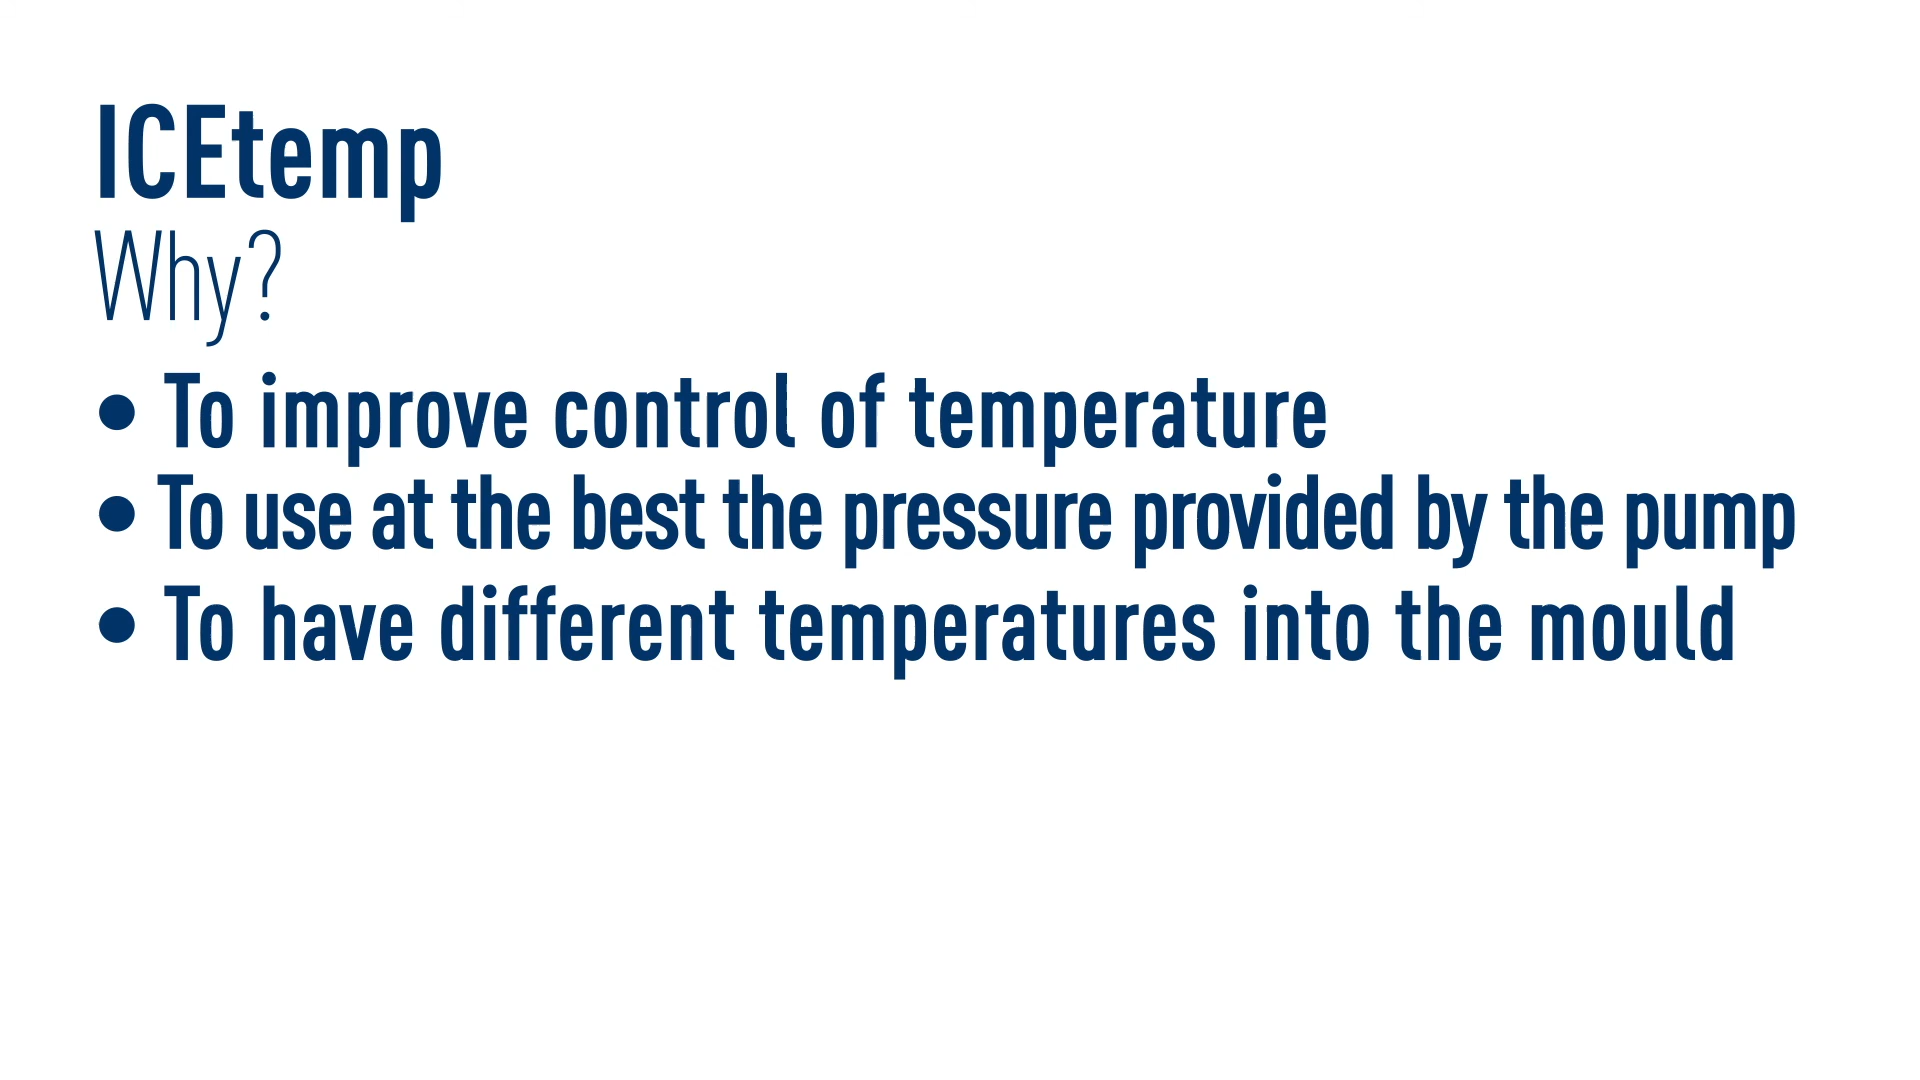 ICEtemp
Why?
• To improve control of temperature
• To use at the best the pressure provided by the pump
• To have different temperatures into the mould